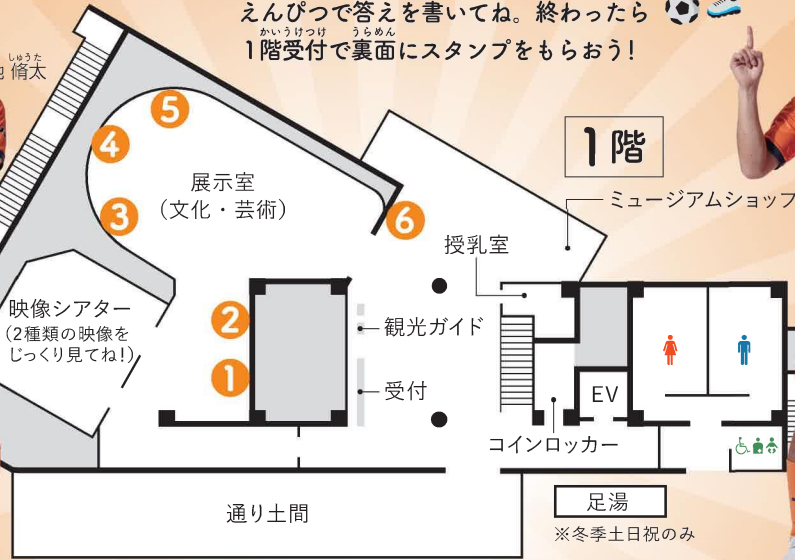 えんぴつで答えを書いてね。終わったら
かいうけつけ うらめん
1階受付で裏面にスタンプをもらおう!
しゅうた
脩太
1階
5
4
展示室
(文化・芸術)
3
6
ミュージアムショップ
授乳室
映像シアター
(2種類の映像を
じっくり見てね!)
2
観光ガイド
1
受付
EV
コインロッカー
通り土間
足湯
※冬季土日祝のみ